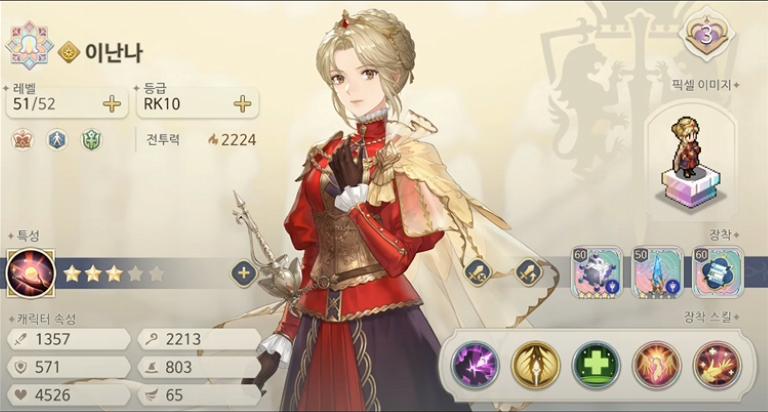 이난나
3
레벨
51/52
등급
RK10
픽셀 이미지
전투력 2224
특성
장착
60
50
60
캐릭터 속성
장착 스킬
1357
2213
571
803
4526
65